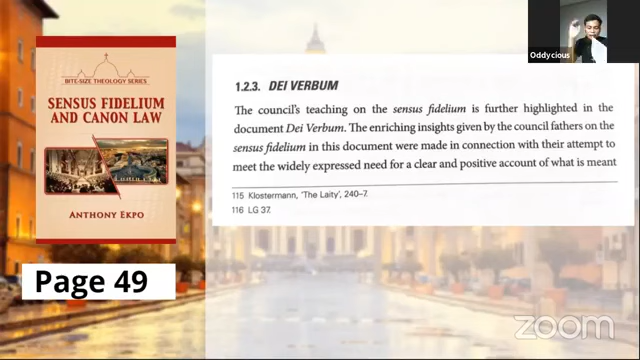 Oddycious
BITE-SIZE THEOLOGY SERIES
SENSUS FIDELIUM
AND CANON LAW
ANTHONY EKPO
Page 49
1.2.3. DEI VERBUM
The council's teaching on the sensus fidelium is further highlighted in the
document Dei Verbum. The enriching insights given by the council fathers on the
sensus fidelium in this document were made in connection with their attempt to
meet the widely expressed need for a clear and positive account of what is meant
115 Klostermann, 'The Laity', 240–7.
116 LG 37.
zoom